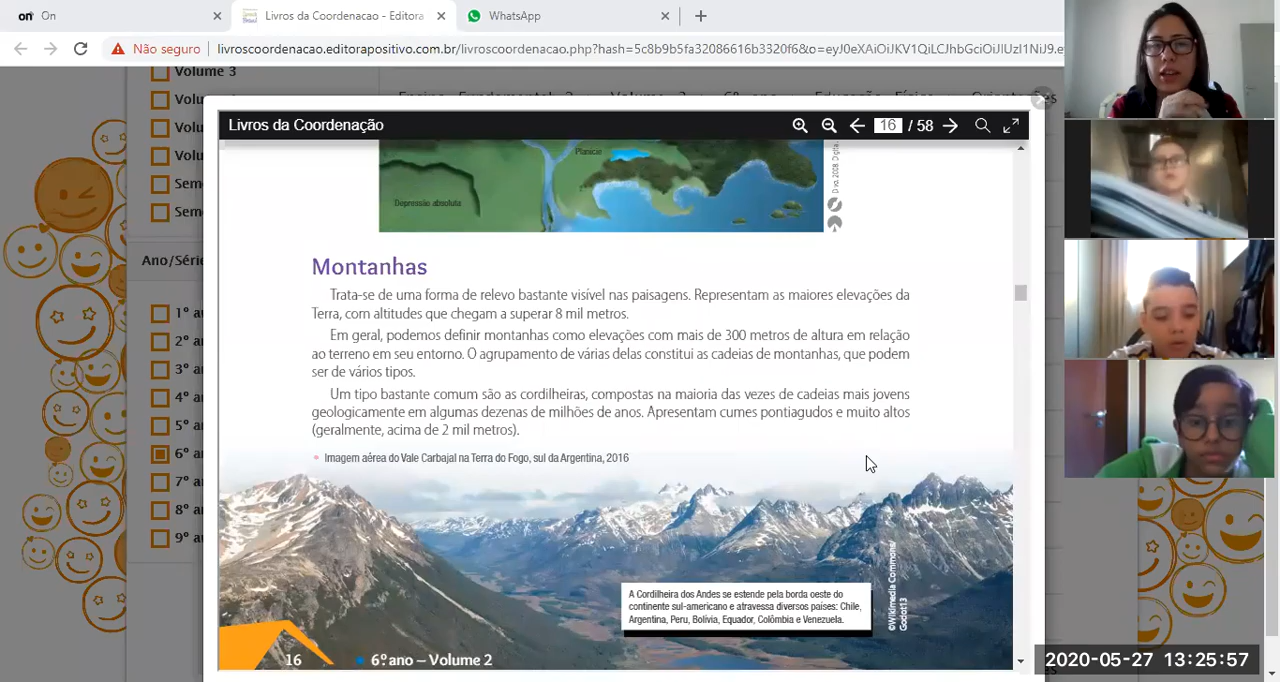 On
Livros da Coordenacao - Editora
WhatsApp
Não seguro
livroscoordenacao.editorapositivo.com.br/livroscoordenacao.php?hash=5c8b9b5fa32086616b3320f6&o=eyJ0eXAiOiJKV1QiLCJhbGciOiJIUzI1NiJ9.e
Volume 3
Ano/Série
Livros da Coordenação
16 / 58
Planície
Depressão absoluta
Montanhas
Trata-se de uma forma de relevo bastante visível nas paisagens. Representam as maiores elevações da
Terra, com altitudes que chegam a superar 8 mil metros.
Em geral, podemos definir montanhas como elevações com mais de 300 metros de altura em relação
ao terreno em seu entorno. O agrupamento de várias delas constitui as cadeias de montanhas, que podem
ser de vários tipos.
Um tipo bastante comum são as cordilheiras, compostas na maioria das vezes de cadeias mais jovens
geologicamente em algumas dezenas de milhões de anos. Apresentam cumes pontiagudos e muito altos
(geralmente, acima de 2 mil metros).
Imagem aérea do Vale Carbajal na Terra do Fogo, sul da Argentina, 2016
A Cordilheira dos Andes se estende pela borda oeste do
continente sul-americano e atravessa diversos países: Chile,
Argentina, Peru, Bolívia, Equador, Colômbia e Venezuela.
©Wikimedia Commons/
Godot13
16
6º. ano – Volume 2
2020-05-27 13:25:57